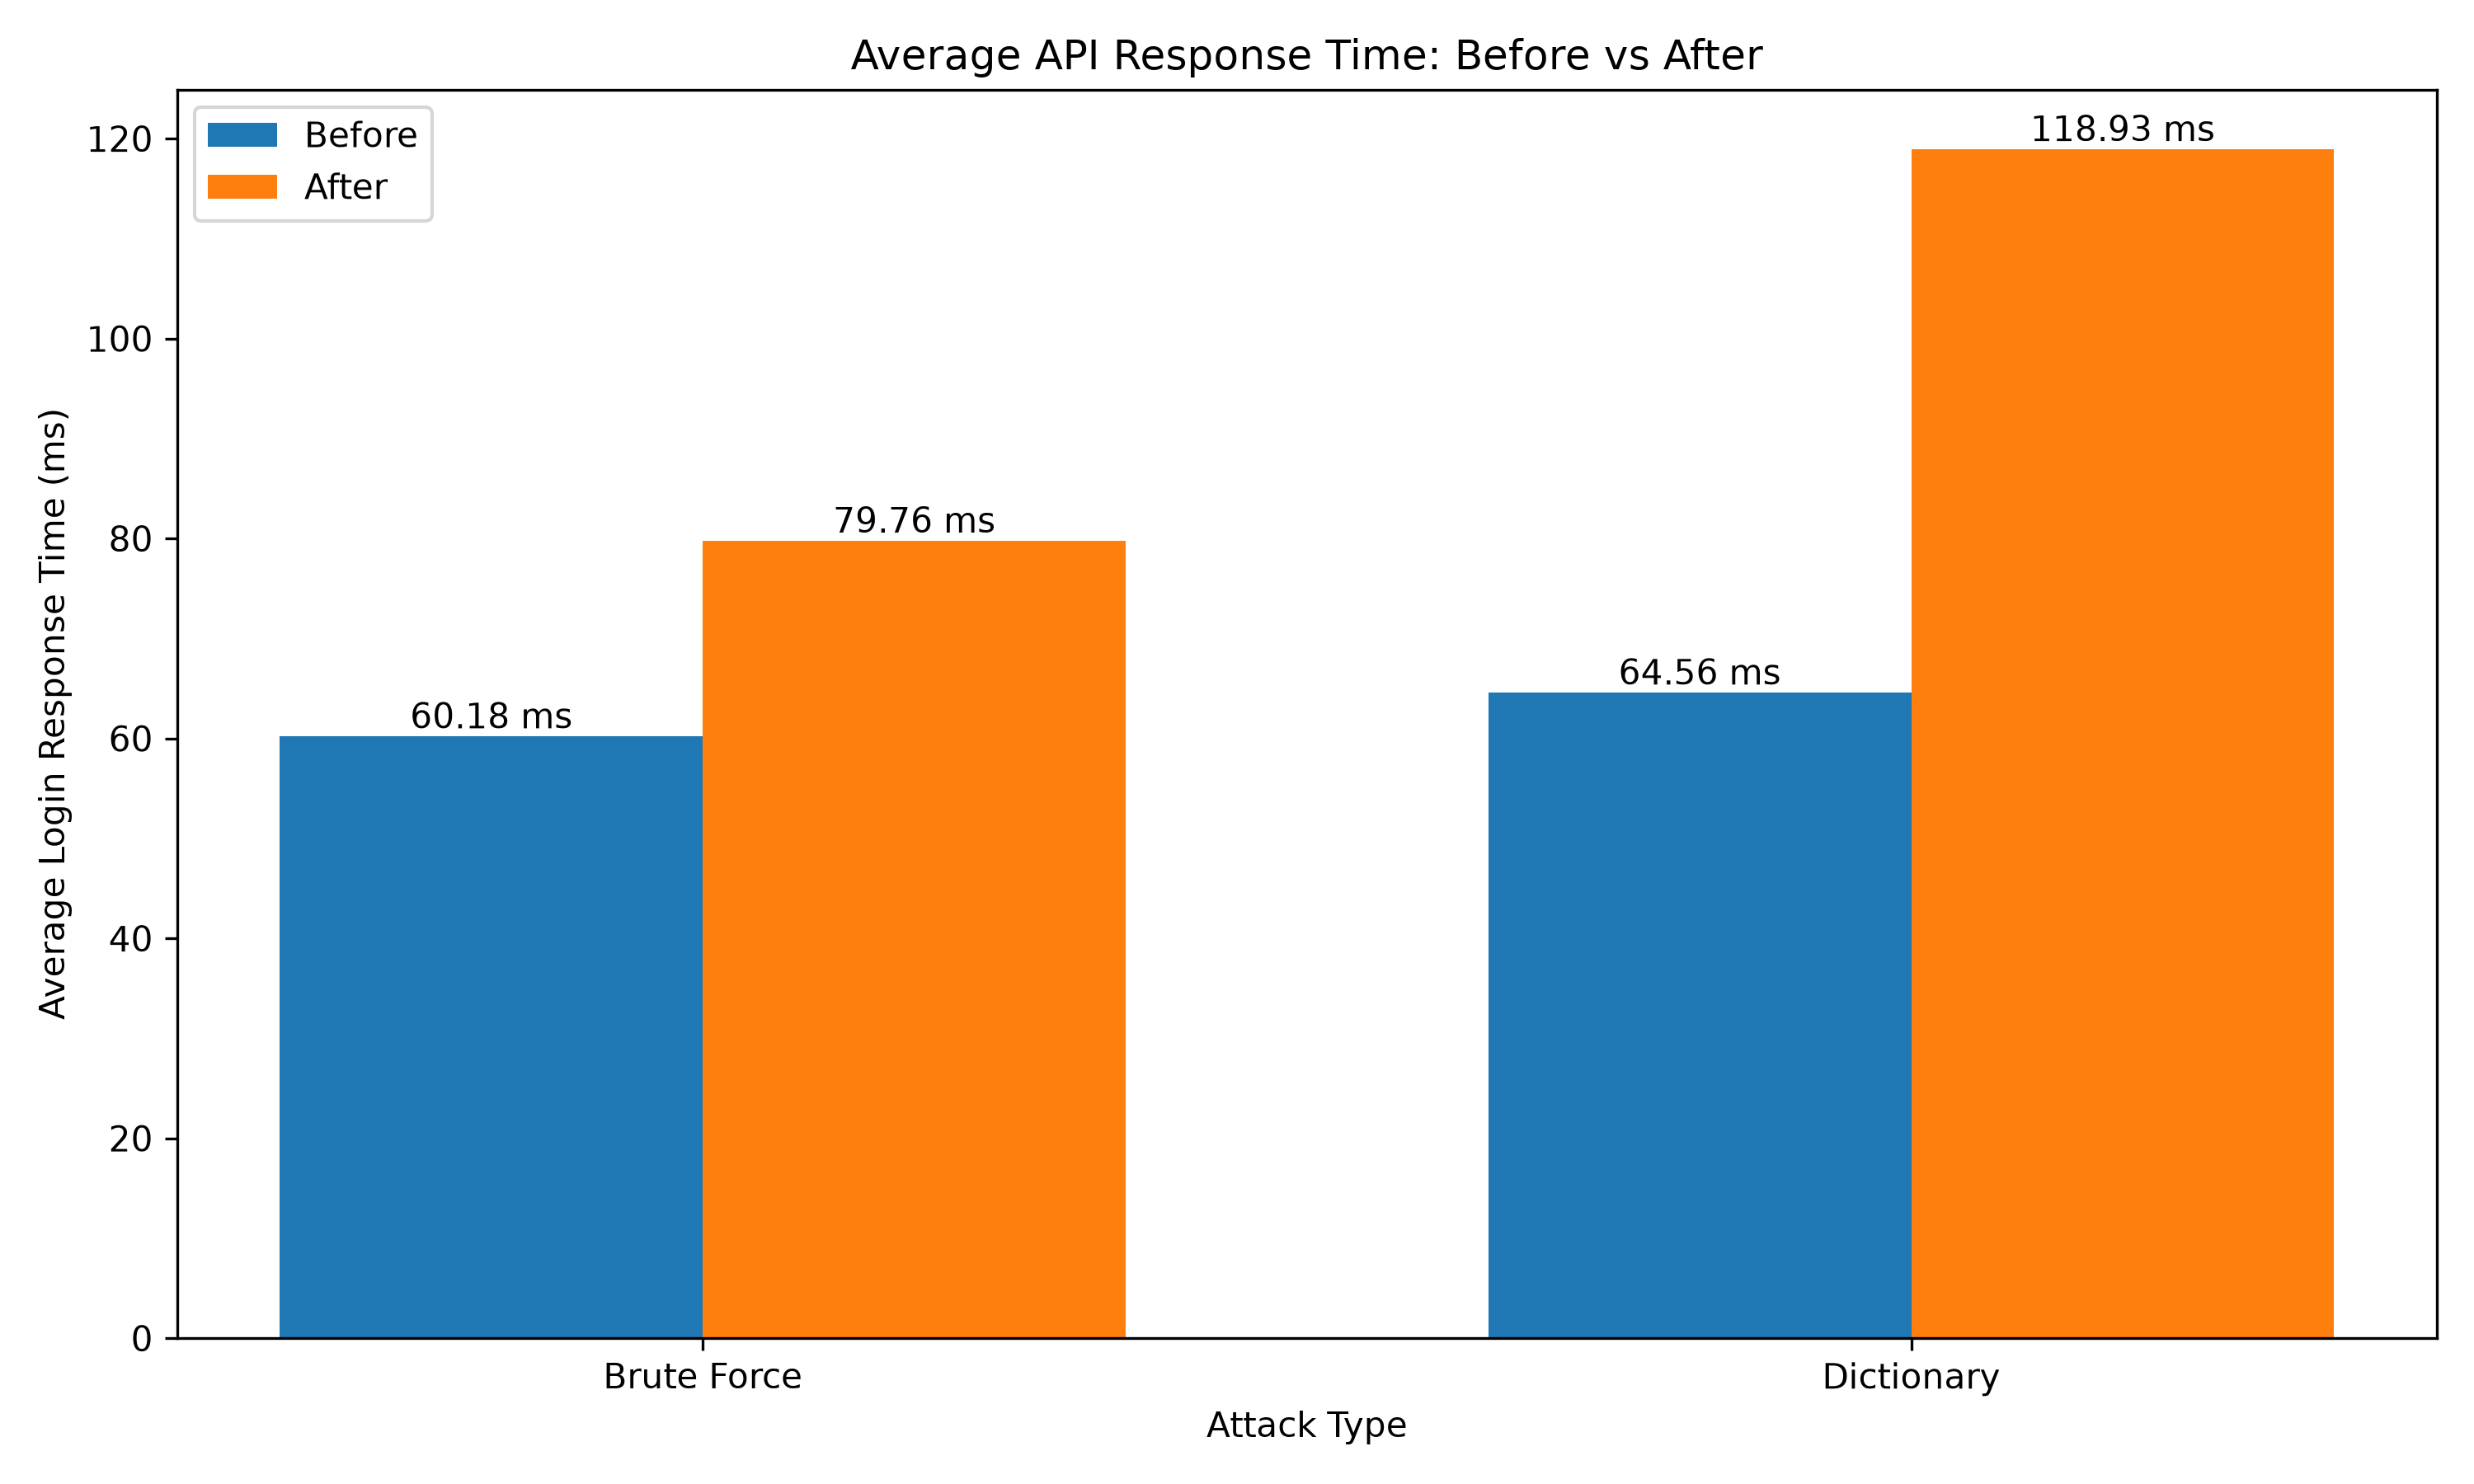 Average API Response Time: Before vs After
Before
After
Average Login Response Time (ms)
120
100
80
60
40
20
0
60.18 ms
79.76 ms
64.56 ms
118.93 ms
Brute Force
Dictionary
Attack Type